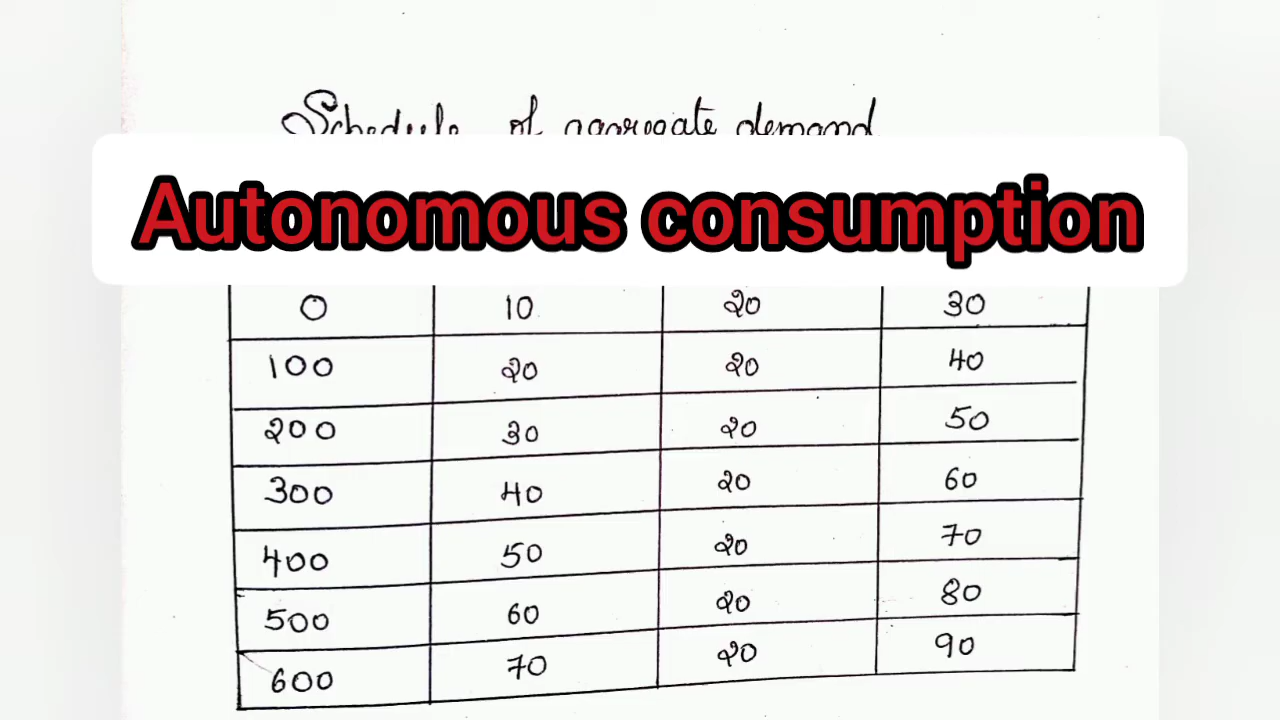 Schedule of aggregate demand
Autonomous consumption
0 10 20 30
100 20 20 40
200 30 20 50
300 40 20 60
400 50 20 70
500 60 20 80
600 70 20 90